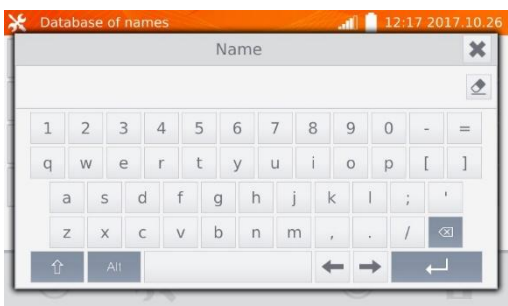 Database of names 12:17 2017.10.26
Name
1 2 3 4 5 6 7 8 9 0 - =
q w e r t y u i o p [ ]
a s d f g h j k l ; '
z x c v b n m , . /
Alt